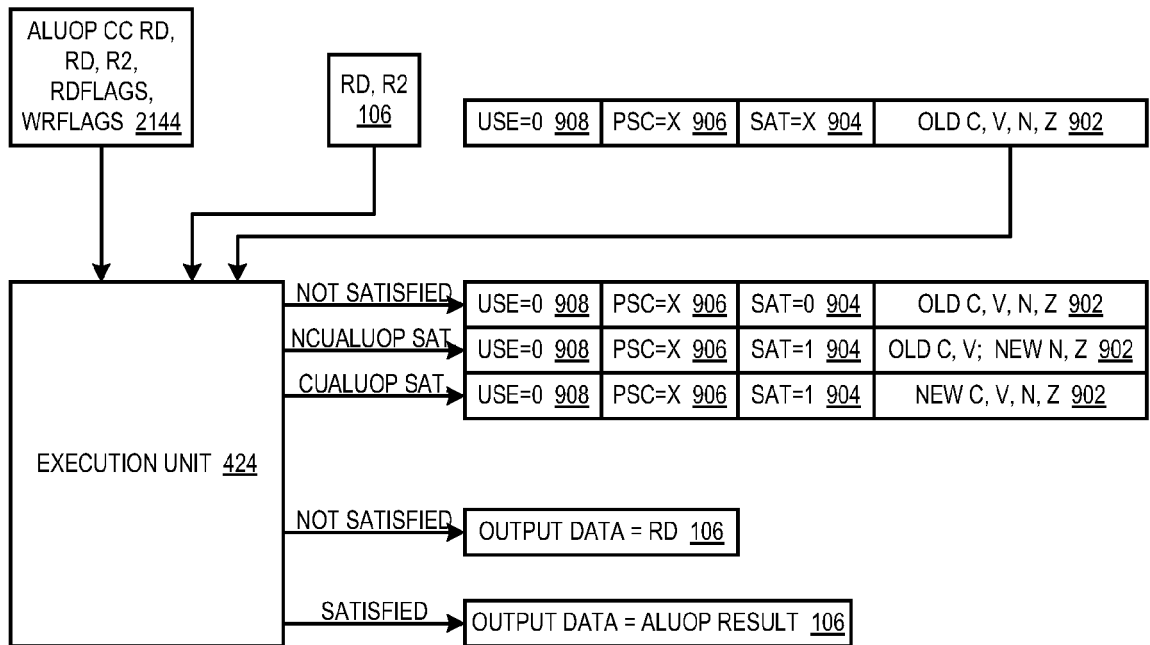 ALUOP CC RD,
RD, R2,
RDFLAGS,
WRFLAGS 2144
RD, R2
106
USE=0 908 PSC=X 906 SAT=X 904 OLD C, V, N, Z 902
NOT SATISFIED USE=0 908 PSC=X 906 SAT=0 904 OLD C, V, N, Z 902
NCUALUOP SAT USE=0 908 PSC=X 906 SAT=1 904 OLD C, V; NEW N, Z 902
CUALUOP SAT USE=0 908 PSC=X 906 SAT=1 904 NEW C, V, N, Z 902
EXECUTION UNIT 424
NOT SATISFIED OUTPUT DATA = RD 106
SATISFIED OUTPUT DATA = ALUOP RESULT 106